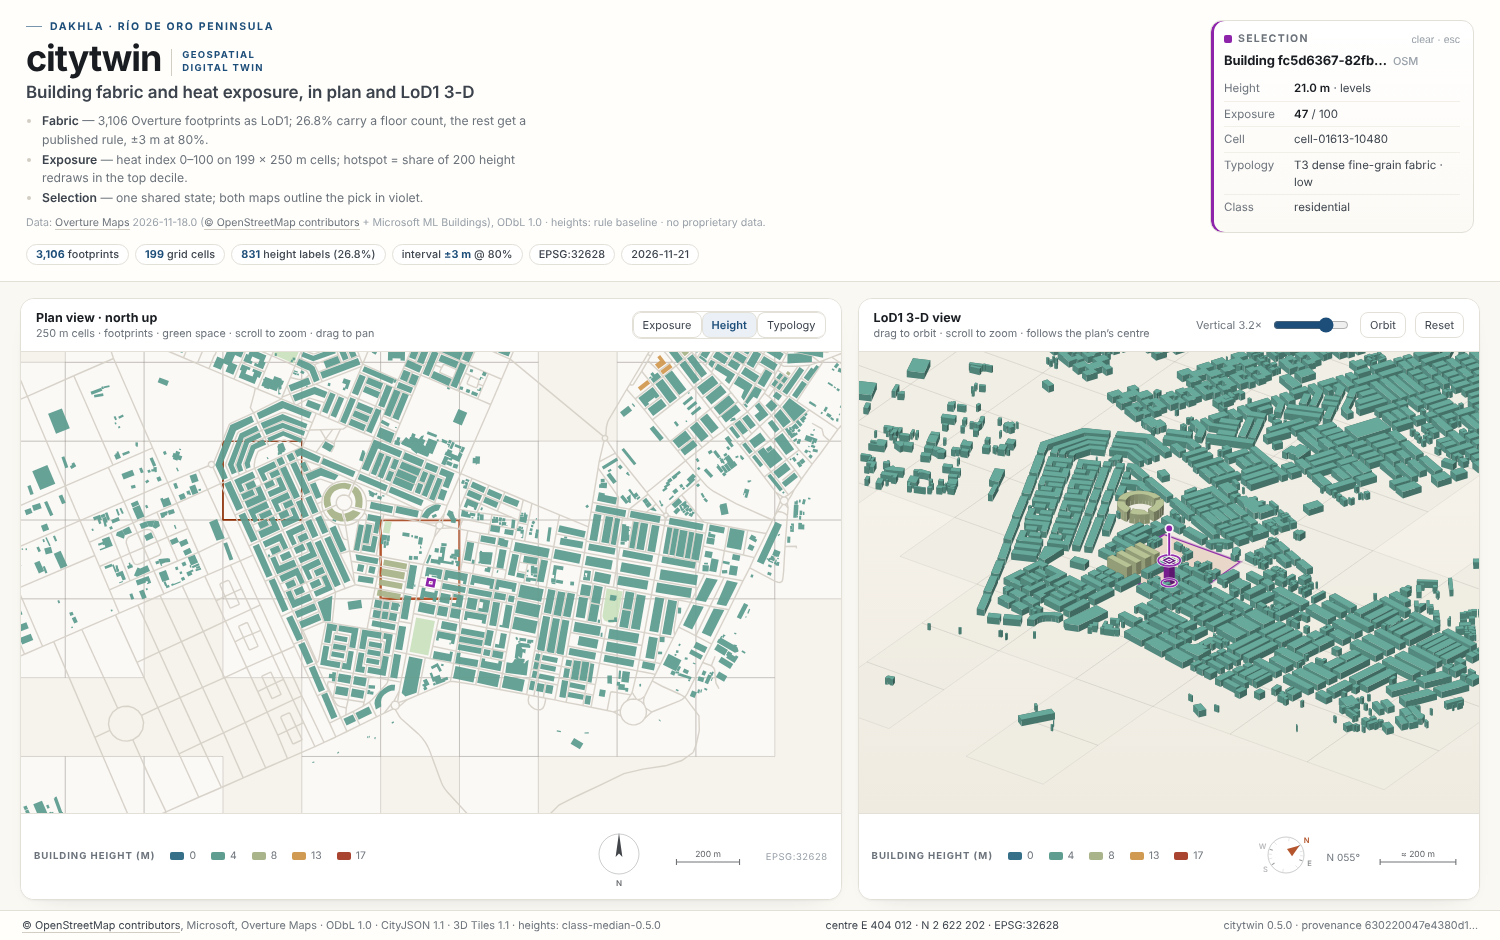 DAKHLA · RÍO DE ORO PENINSULA
citytwin
GEOSPATIAL
DIGITAL TWIN
Building fabric and heat exposure, in plan and LoD1 3-D
• Fabric — 3,106 Overture footprints as LoD1; 26.8% carry a floor count, the rest get a
published rule, ±3 m at 80%.
• Exposure — heat index 0–100 on 199 × 250 m cells; hotspot = share of 200 height
redraws in the top decile.
• Selection — one shared state; both maps outline the pick in violet.
Data: Overture Maps 2026-11-18.0 (© OpenStreetMap contributors + Microsoft ML Buildings), ODbL 1.0 · heights: rule baseline · no proprietary data.
3,106 footprints 199 grid cells 831 height labels (26.8%) interval ±3 m @ 80% EPSG:32628 2026-11-21
SELECTION clear · esc
Building fc5d6367-82fb… OSM
Height 21.0 m · levels
Exposure 47 / 100
Cell cell-01613-10480
Typology T3 dense fine-grain fabric ·
low
Class residential
Plan view · north up
250 m cells · footprints · green space · scroll to zoom · drag to pan
Exposure Height Typology
LoD1 3-D view
drag to orbit · scroll to zoom · follows the plan's centre
Vertical 3.2× Orbit Reset
BUILDING HEIGHT (M) 0 4 8 13 17
N
200 m
EPSG:32628
BUILDING HEIGHT (M) 0 4 8 13 17
W N E S
N 055°
≈ 200 m
© OpenStreetMap contributors, Microsoft, Overture Maps · ODbL 1.0 · CityJSON 1.1 · 3D Tiles 1.1 · heights: class-median-0.5.0
centre E 404 012 · N 2 622 202 · EPSG:32628
citytwin 0.5.0 · provenance 630220047e4380d1…